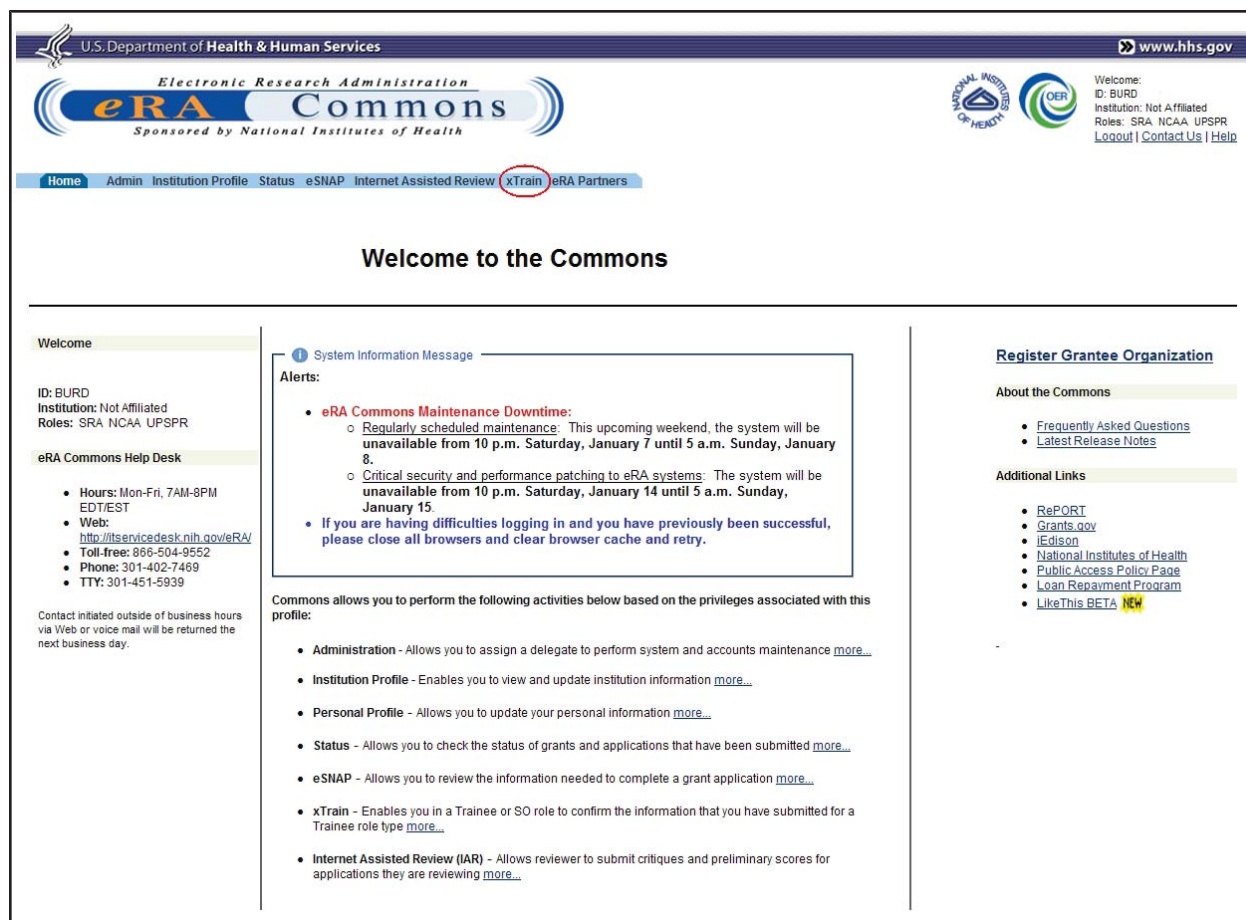 U.S. Department of Health & Human Services
www.hhs.gov
Electronic Research Administration
eRA Commons
Sponsored by National Institutes of Health
NATIONAL INSTITUTES OF HEALTH
OER
Welcome:
ID: BURD
Institution: Not Affiliated
Roles: SRA NCAA UPSPR
Logout | Contact Us | Help
Home Admin Institution Profile Status eSNAP Internet Assisted Review xTrain eRA Partners
Welcome to the Commons
Welcome
ID: BURD
Institution: Not Affiliated
Roles: SRA NCAA UPSPR
eRA Commons Help Desk
• Hours: Mon-Fri, 7AM-8PM
EDT/EST
• Web:
http://itservicedesk.nih.gov/eRA/
• Toll-free: 866-504-9552
• Phone: 301-402-7469
• TTY: 301-451-5939
Contact initiated outside of business hours
via Web or voice mail will be returned the
next business day.
System Information Message
Alerts:
• eRA Commons Maintenance Downtime:
o Regularly scheduled maintenance: This upcoming weekend, the system will be
unavailable from 10 p.m. Saturday, January 7 until 5 a.m. Sunday, January
8.
o Critical security and performance patching to eRA systems: The system will be
unavailable from 10 p.m. Saturday, January 14 until 5 a.m. Sunday,
January 15.
• If you are having difficulties logging in and you have previously been successful,
please close all browsers and clear browser cache and retry.
Commons allows you to perform the following activities below based on the privileges associated with this
profile:
• Administration - Allows you to assign a delegate to perform system and accounts maintenance more...
• Institution Profile - Enables you to view and update institution information more...
• Personal Profile - Allows you to update your personal information more...
• Status - Allows you to check the status of grants and applications that have been submitted more...
• eSNAP - Allows you to review the information needed to complete a grant application more...
• xTrain - Enables you in a Trainee or SO role to confirm the information that you have submitted for a
Trainee role type more...
• Internet Assisted Review (IAR) - Allows reviewer to submit critiques and preliminary scores for
applications they are reviewing more...
Register Grantee Organization
About the Commons
• Frequently Asked Questions
• Latest Release Notes
Additional Links
• RePORT
• Grants.gov
• iEdison
• National Institutes of Health
• Public Access Policy Page
• Loan Repayment Program
• LikeThis BETA NEW
-